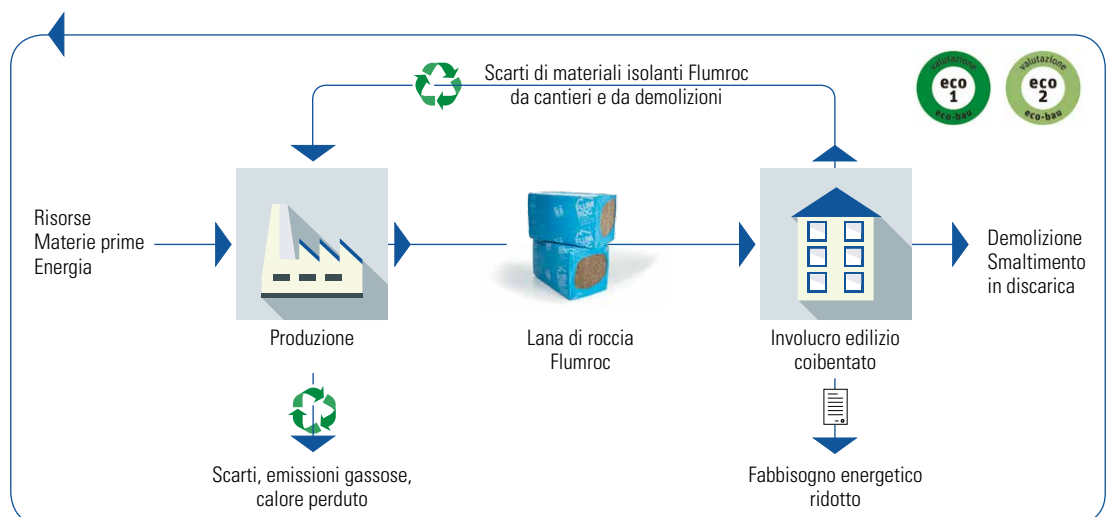 Scarti di materiali isolanti Flumroc
da cantieri e da demolizioni
valutazione
eco
1
eco-bau
valutazione
eco
2
eco-bau
Risorse
Materie prime
Energia
FLUM
ROC
Demolizione
Smaltimento
in discarica
Produzione
Lana di roccia
Flumroc
Involucro edilizio
coibentato
Scarti, emissioni gassose,
calore perduto
Fabbisogno energetico
ridotto